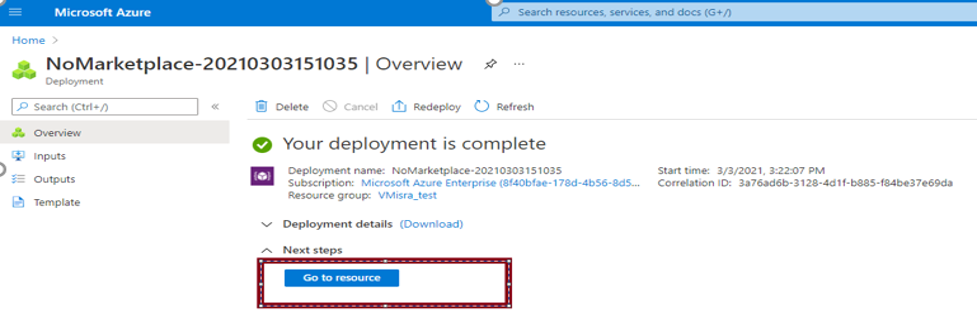 Microsoft Azure
Search resources, services, and docs (G+/)
Home >
NoMarketplace-20210303151035 | Overview
Deployment
Search (Ctrl+/)
Delete Cancel Redeploy Refresh
Overview
Inputs
Outputs
Template
Your deployment is complete
Deployment name: NoMarketplace-20210303151035
Subscription: Microsoft Azure Enterprise (8f40bfae-178d-4b56-8d5...
Resource group: VMisra_test
Start time: 3/3/2021, 3:22:07 PM
Correlation ID: 3a76ad6b-3128-4d1f-b885-f84be37e69da
Deployment details (Download)
Next steps
Go to resource